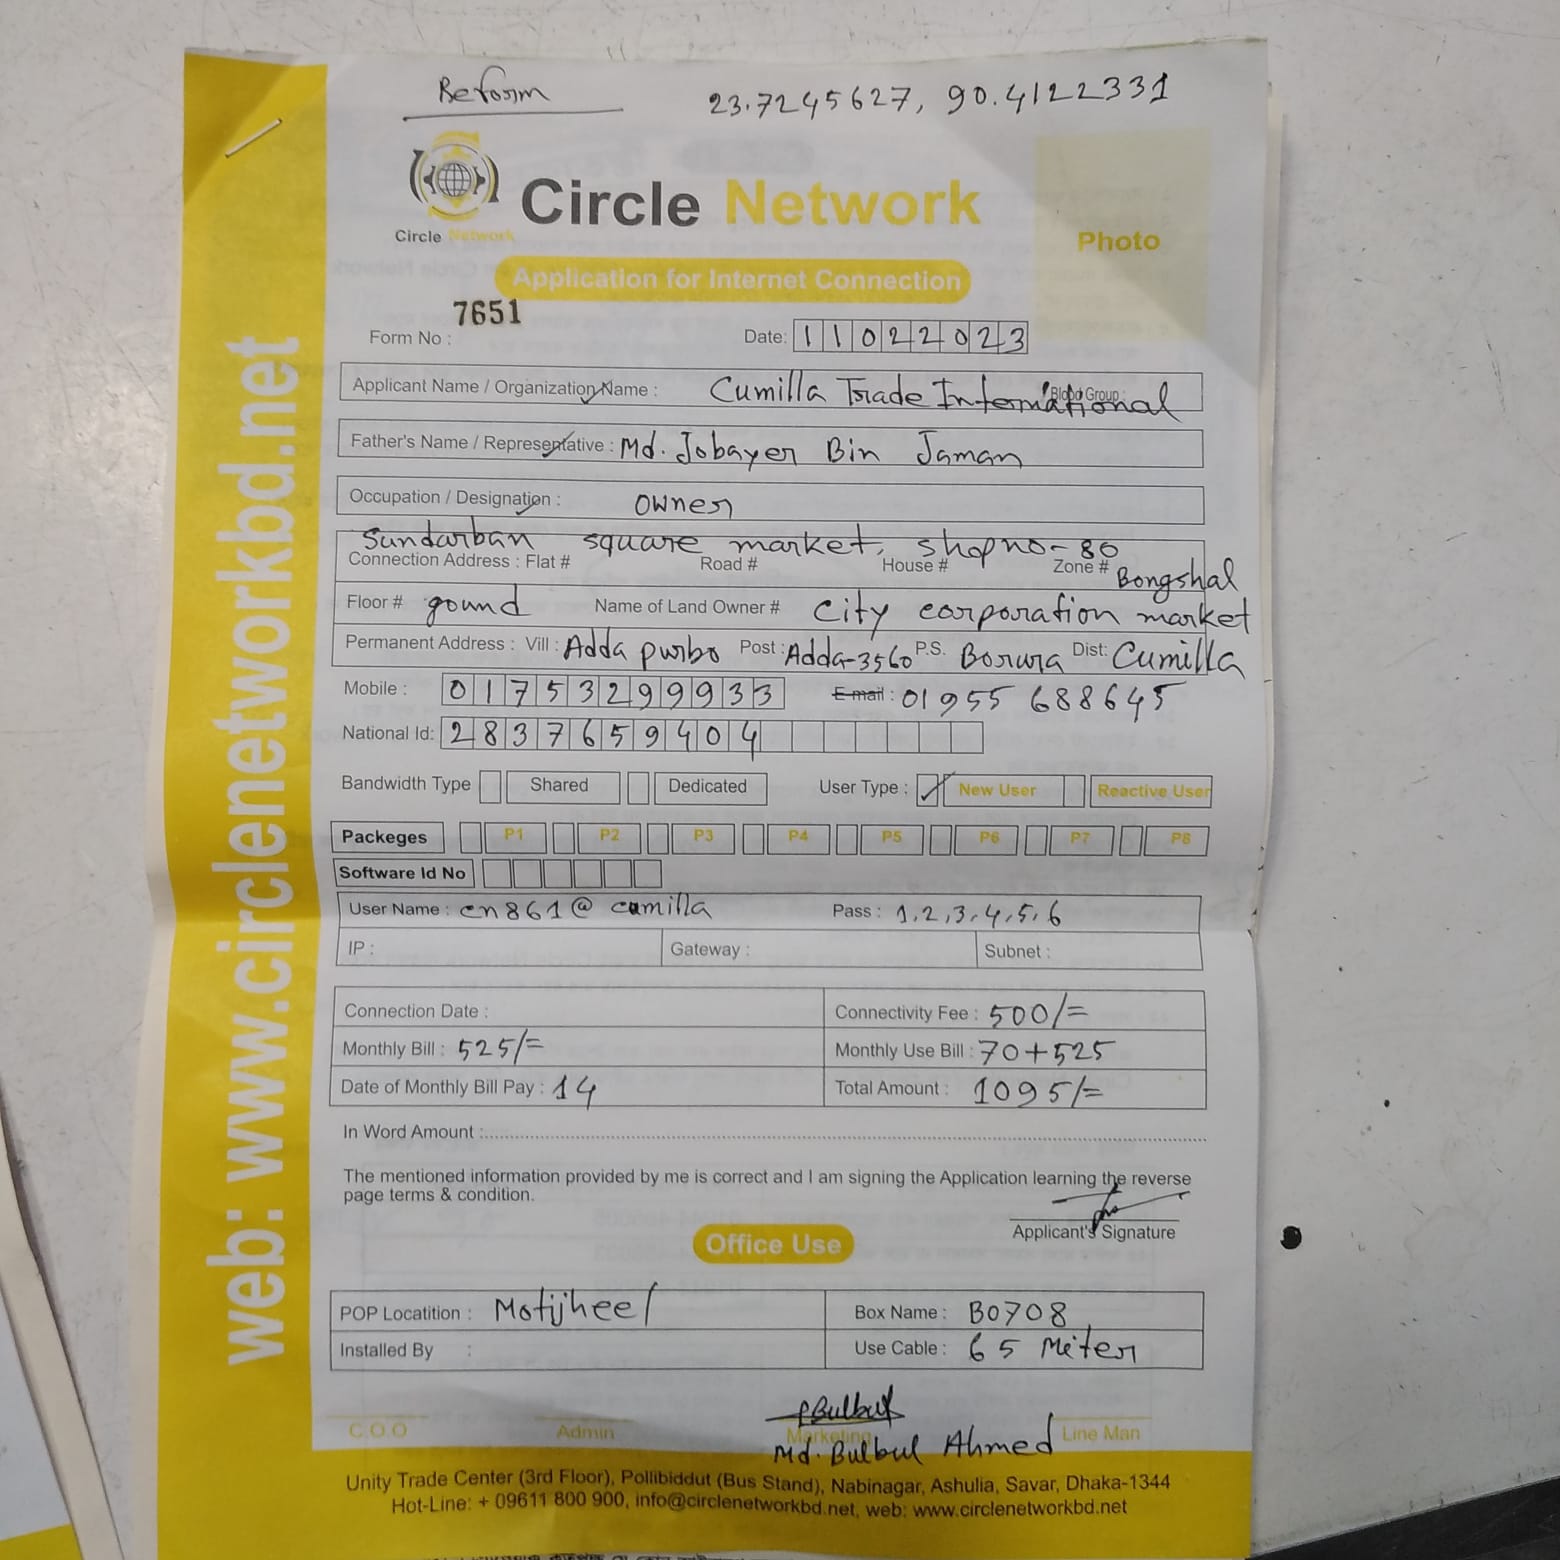 Reform
23.7245627, 90.4122331
Circle Network
Circle Network
Photo
Application for Internet Connection
7651
Form No :
Date: 11022023
Applicant Name / Organization Name : Cumilla Trade International Blood Group :
Father's Name / Representative : Md. Jobayer Bin Jaman
Occupation / Designation : Owner
Sundarban square market, shop no- 80
Connection Address : Flat # Road # House # Zone # Bongshal
Floor # gound Name of Land Owner # City corporation market
Permanent Address : Vill : Adda purbo Post : Adda-3560 P.S. Borura Dist: Cumilla
Mobile : 01753299933 E-mail : 01955 688645
National Id: 2837659404
Bandwidth Type Shared Dedicated User Type : New User Reactive User
Packeges P1 P2 P3 P4 P5 P6 P7 P8
Software Id No
User Name : cn861@cumilla Pass : 1,2,3,4,5,6
IP : Gateway : Subnet :
Connection Date : Connectivity Fee : 500/=
Monthly Bill : 525/= Monthly Use Bill : 70+525
Date of Monthly Bill Pay : 14 Total Amount : 1095/=
In Word Amount :
The mentioned information provided by me is correct and I am signing the Application learning the reverse
page terms & condition.
Applicant's Signature
Office Use
POP Locatition : Motijheel Box Name : B0708
Installed By : Use Cable : 65 Meter
Bulbul
C.O.O Admin Marketing Line Man
Md. Bulbul Ahmed
Unity Trade Center (3rd Floor), Pollibiddut (Bus Stand), Nabinagar, Ashulia, Savar, Dhaka-1344
Hot-Line: + 09611 800 900, info@circlenetworkbd.net, web: www.circlenetworkbd.net
web: www.circlenetworkbd.net